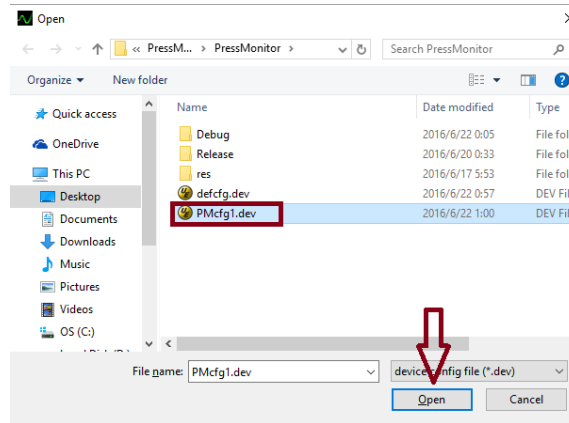 Open
« PressM... > PressMonitor >
Search PressMonitor
Organize
New folder
Name Date modified Type
Quick access
OneDrive
This PC
Desktop
Documents
Downloads
Music
Pictures
Videos
OS (C:)
Debug 2016/6/22 0:05 File fol
Release 2016/6/20 0:33 File fol
res 2016/6/17 5:53 File fol
defcfg.dev 2016/6/22 0:57 DEV Fil
PMcfg1.dev 2016/6/22 1:00 DEV Fil
File name: PMcfg1.dev
device config file (*.dev)
Open Cancel